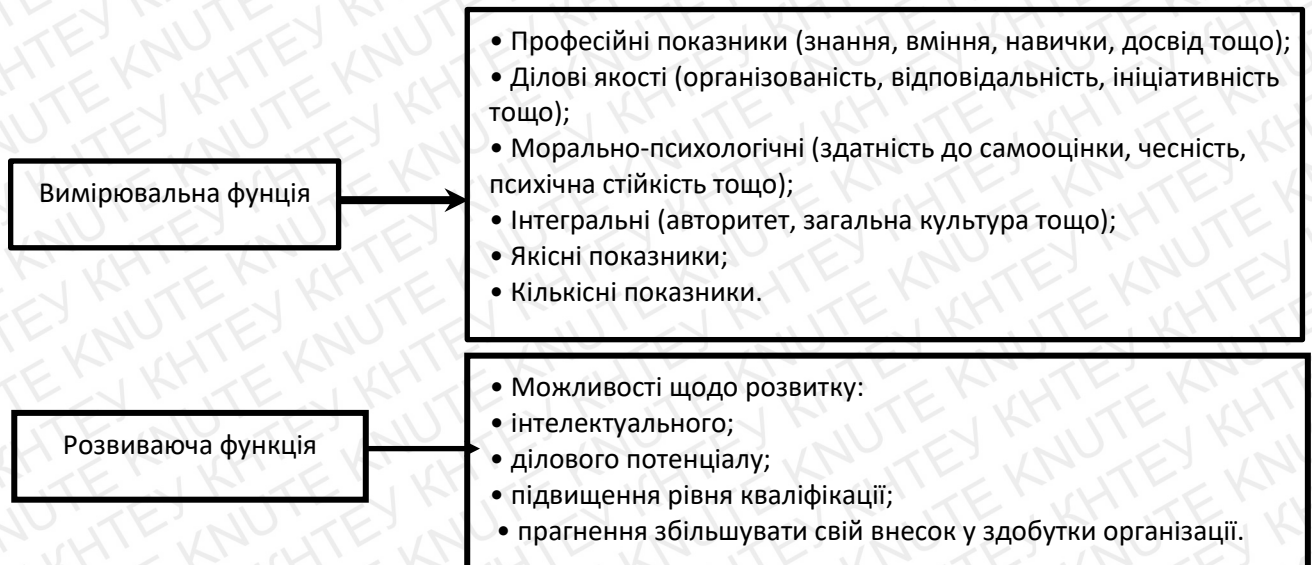 • Професійні показники (знання, вміння, навички, досвід тощо);
• Ділові якості (організованість, відповідальність, ініціативність
тощо);
• Морально-психологічні (здатність до самооцінки, чесність,
психічна стійкість тощо);
• Інтегральні (авторитет, загальна культура тощо);
• Якісні показники;
• Кількісні показники.
Вимірювальна фунція
• Можливості щодо розвитку:
• інтелектуального;
• ділового потенціалу;
• підвищення рівня кваліфікації;
• прагнення збільшувати свій внесок у здобутки організації.
Розвиваюча функція